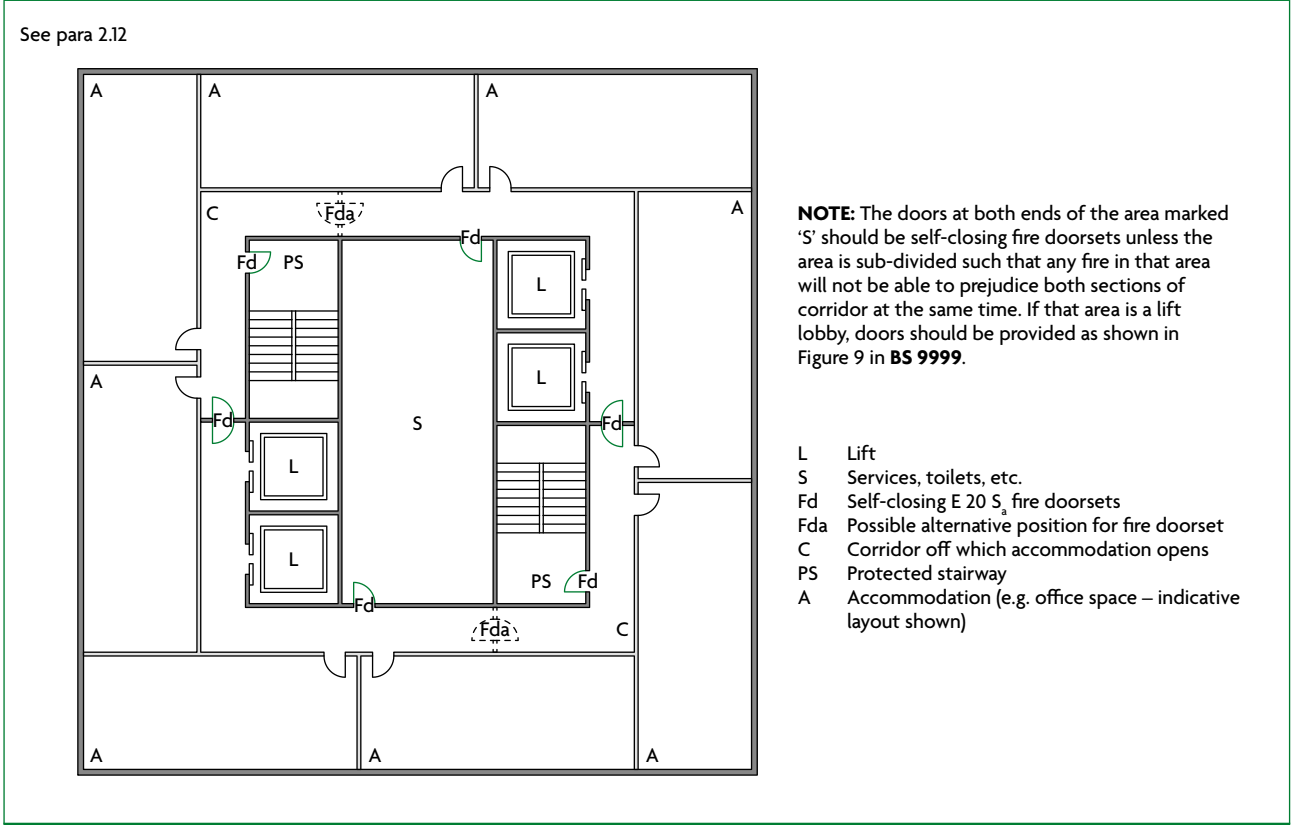 See para 2.12
A
A
A
A
C
Fda
Fd
Fd
PS
L
L
A
Fd
S
Fd
L
L
PS
Fd
Fd
Fda
C
A
A
A
NOTE: The doors at both ends of the area marked
‘S’ should be self-closing fire doorsets unless the
area is sub-divided such that any fire in that area
will not be able to prejudice both sections of
corridor at the same time. If that area is a lift
lobby, doors should be provided as shown in
Figure 9 in BS 9999.
L Lift
S Services, toilets, etc.
Fd Self-closing E 20 Sa fire doorsets
Fda Possible alternative position for fire doorset
C Corridor off which accommodation opens
PS Protected stairway
A Accommodation (e.g. office space – indicative
layout shown)